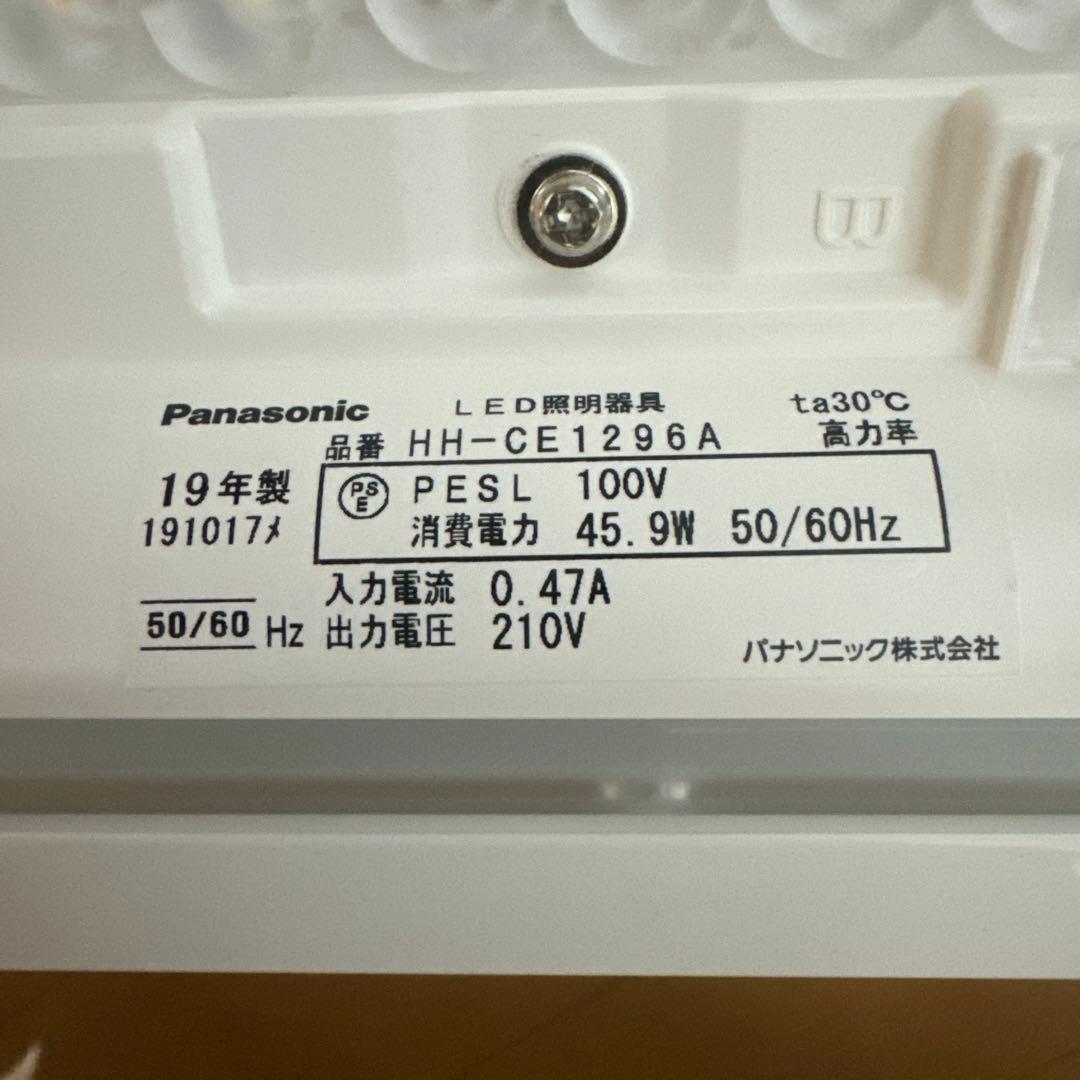 B
Panasonic LED照明器具 ta30℃
品番 HH-CE1296A 高力率
19年製 PSE PESL 100V
191017ﾒ 消費電力 45.9W 50/60Hz
入力電流 0.47A
50/60 Hz 出力電圧 210V
パナソニック株式会社